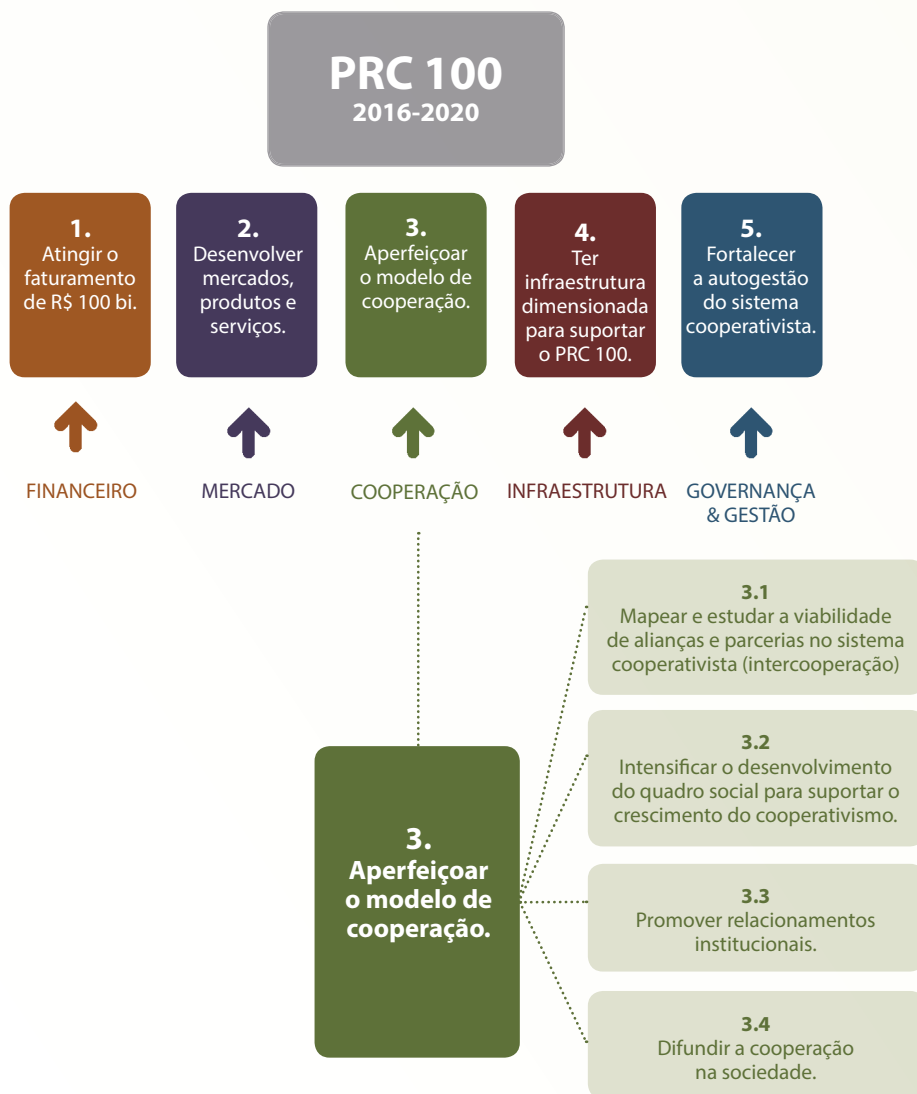 PRC 100
2016-2020
1.
Atingir o
faturamento
de R$ 100 bi.
2.
Desenvolver
mercados,
produtos e
serviços.
3.
Aperfeiçoar
o modelo de
cooperação.
4.
Ter
infraestrutura
dimensionada
para suportar
o PRC 100.
5.
Fortalecer
a autogestão
do sistema
cooperativista.
FINANCEIRO
MERCADO
COOPERAÇÃO
INFRAESTRUTURA
GOVERNANÇA
& GESTÃO
3.
Aperfeiçoar
o modelo de
cooperação.
3.1
Mapear e estudar a viabilidade
de alianças e parcerias no sistema
cooperativista (intercooperação)
3.2
Intensificar o desenvolvimento
do quadro social para suportar o
crescimento do cooperativismo.
3.3
Promover relacionamentos
institucionais.
3.4
Difundir a cooperação
na sociedade.